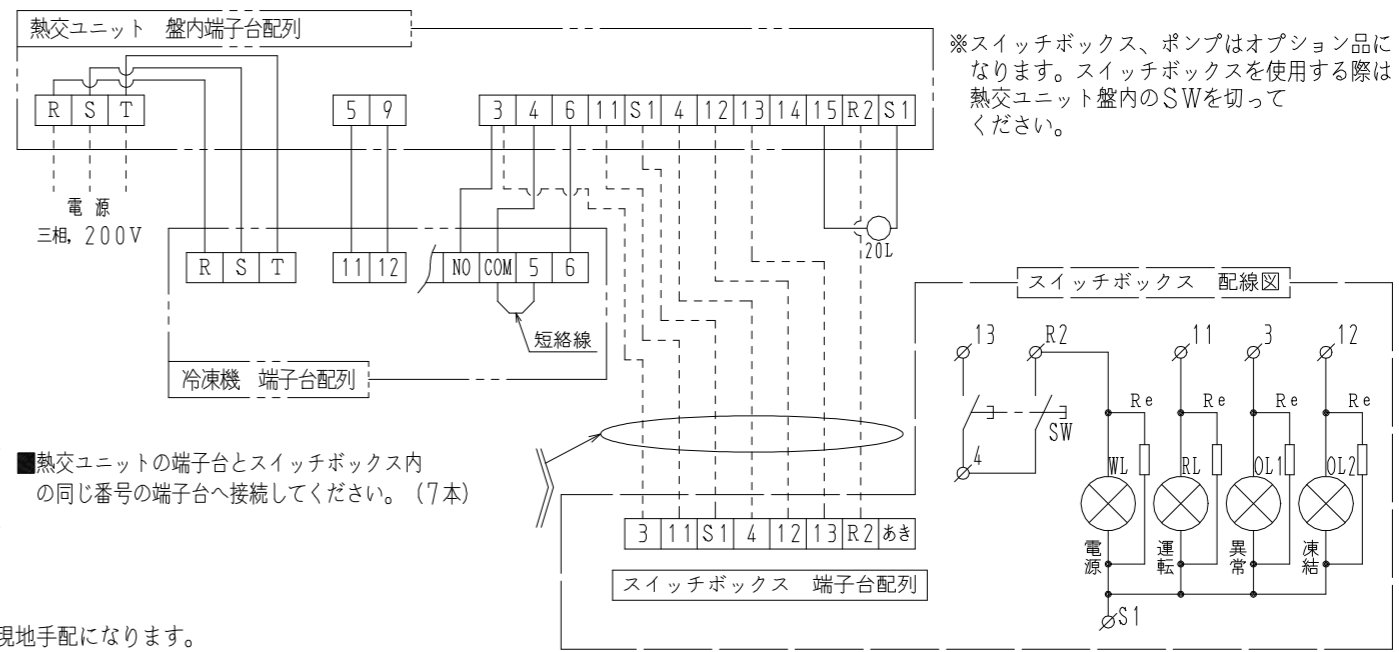 熱交ユニット 盤内端子台配列
※スイッチボックス、ポンプはオプション品に
なります。スイッチボックスを使用する際は
熱交ユニット盤内のSWを切って
ください。
R S T
5 9
3 4 6 11 S1 4 12 13 14 15 R2 S1
電 源
三相, 200V
20L
R S T
11 12
NO COM 5 6
短絡線
冷凍機 端子台配列
スイッチボックス 配線図
13 R2 11 3 12
Re Re Re Re
SW
4
WL RL OL1 OL2
電源 運転 異常 凍結
S1
■熱交ユニットの端子台とスイッチボックス内
の同じ番号の端子台へ接続してください。(7本)
3 11 S1 4 12 13 R2 あき
スイッチボックス 端子台配列
現地手配になります。